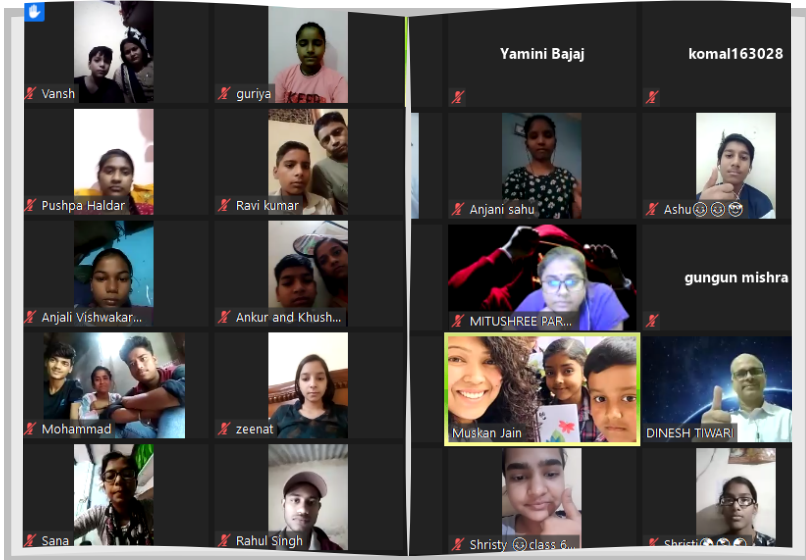 Vansh
guriya
Pushpa Haldar
Ravi kumar
Anjali Vishwakar...
Ankur and Khush...
Mohammad
zeenat
Sana
Rahul Singh
Yamini Bajaj
komal163028
Anjani sahu
Ashu😊😊😎
MITUSHREE PAR...
gungun mishra
Muskan Jain
DINESH TIWARI
Shristy 😊class 6...
Shristi
KEEP